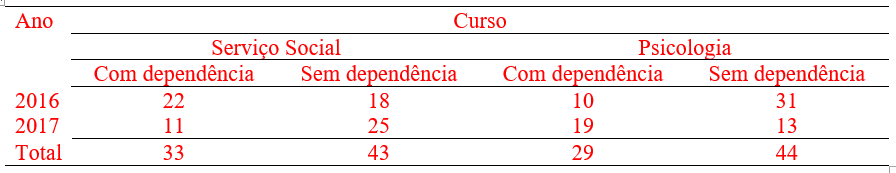 Ano Curso
Serviço Social Psicologia
Com dependência Sem dependência Com dependência Sem dependência
2016 22 18 10 31
2017 11 25 19 13
Total 33 43 29 44